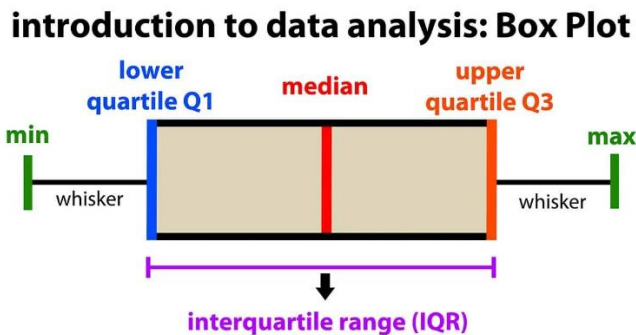 introduction to data analysis: Box Plot
lower
quartile Q1
median
upper
quartile Q3
min
max
whisker
whisker
interquartile range (IQR)